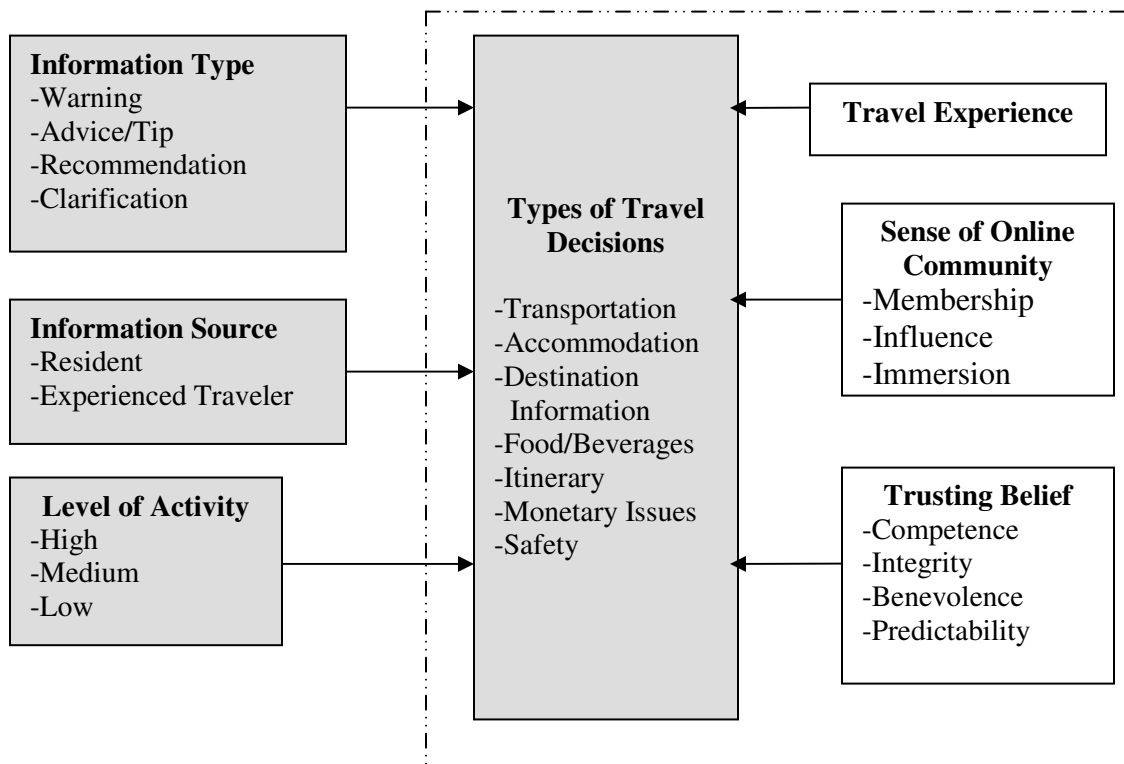 Information Type
-Warning
-Advice/Tip
-Recommendation
-Clarification
Information Source
-Resident
-Experienced Traveler
Level of Activity
-High
-Medium
-Low
Types of Travel
Decisions
-Transportation
-Accommodation
-Destination
Information
-Food/Beverages
-Itinerary
-Monetary Issues
-Safety
Travel Experience
Sense of Online
Community
-Membership
-Influence
-Immersion
Trusting Belief
-Competence
-Integrity
-Benevolence
-Predictability